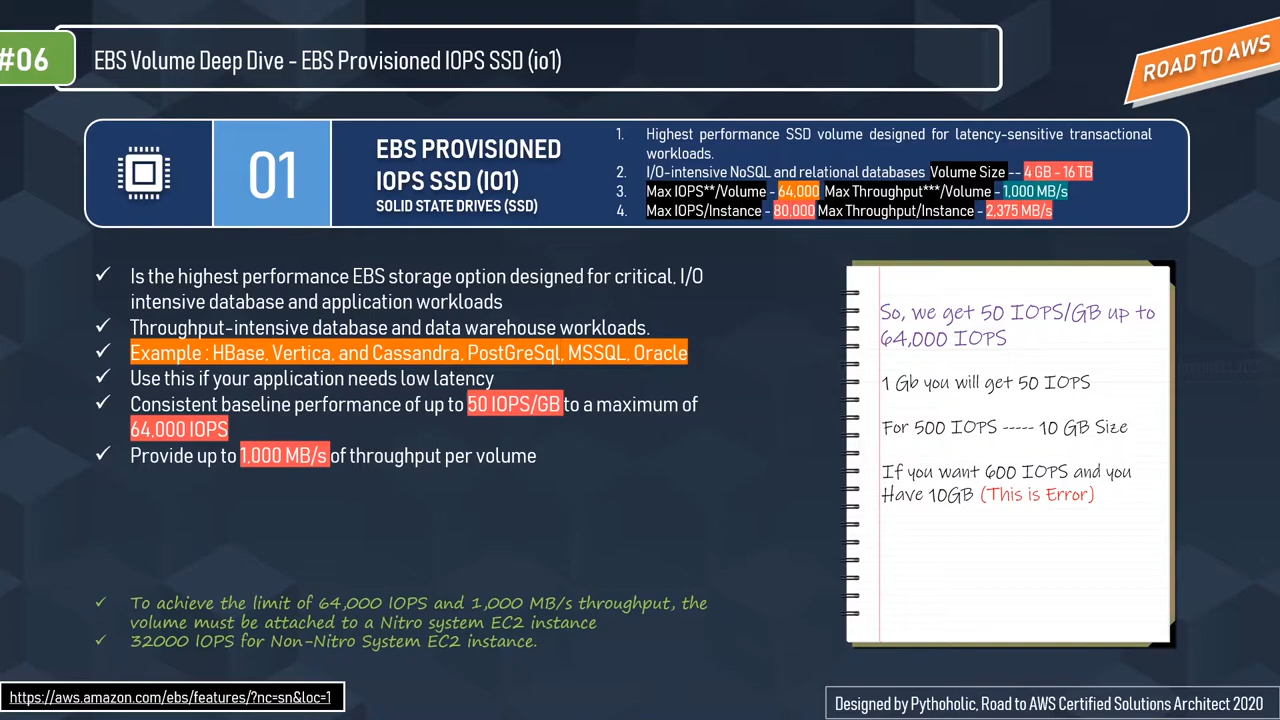 #06
EBS Volume Deep Dive - EBS Provisioned IOPS SSD (io1)
ROAD TO AWS
01
EBS PROVISIONED
IOPS SSD (IO1)
SOLID STATE DRIVES (SSD)
1. Highest performance SSD volume designed for latency-sensitive transactional
workloads.
2. I/O-intensive NoSQL and relational databases Volume Size -- 4 GB - 16 TB
3. Max IOPS**/Volume - 64,000 Max Throughput***/Volume - 1,000 MB/s
4. Max IOPS/Instance - 80,000 Max Throughput/Instance - 2,375 MB/s
✓ Is the highest performance EBS storage option designed for critical, I/O
intensive database and application workloads
✓ Throughput-intensive database and data warehouse workloads.
✓ Example : HBase, Vertica, and Cassandra, PostGreSql, MSSQL, Oracle
✓ Use this if your application needs low latency
✓ Consistent baseline performance of up to 50 IOPS/GB to a maximum of
64,000 IOPS
✓ Provide up to 1,000 MB/s of throughput per volume
So, we get 50 IOPS/GB up to
64,000 IOPS
1 Gb you will get 50 IOPS
For 500 IOPS ----- 10 GB Size
If you want 600 IOPS and you
Have 10GB (This is Error)
✓ To achieve the limit of 64,000 IOPS and 1,000 MB/s throughput, the
volume must be attached to a Nitro system EC2 instance
✓ 32000 IOPS for Non-Nitro System EC2 instance.
https://aws.amazon.com/ebs/features/?nc=sn&loc=1
Designed by Pythoholic, Road to AWS Certified Solutions Architect 2020